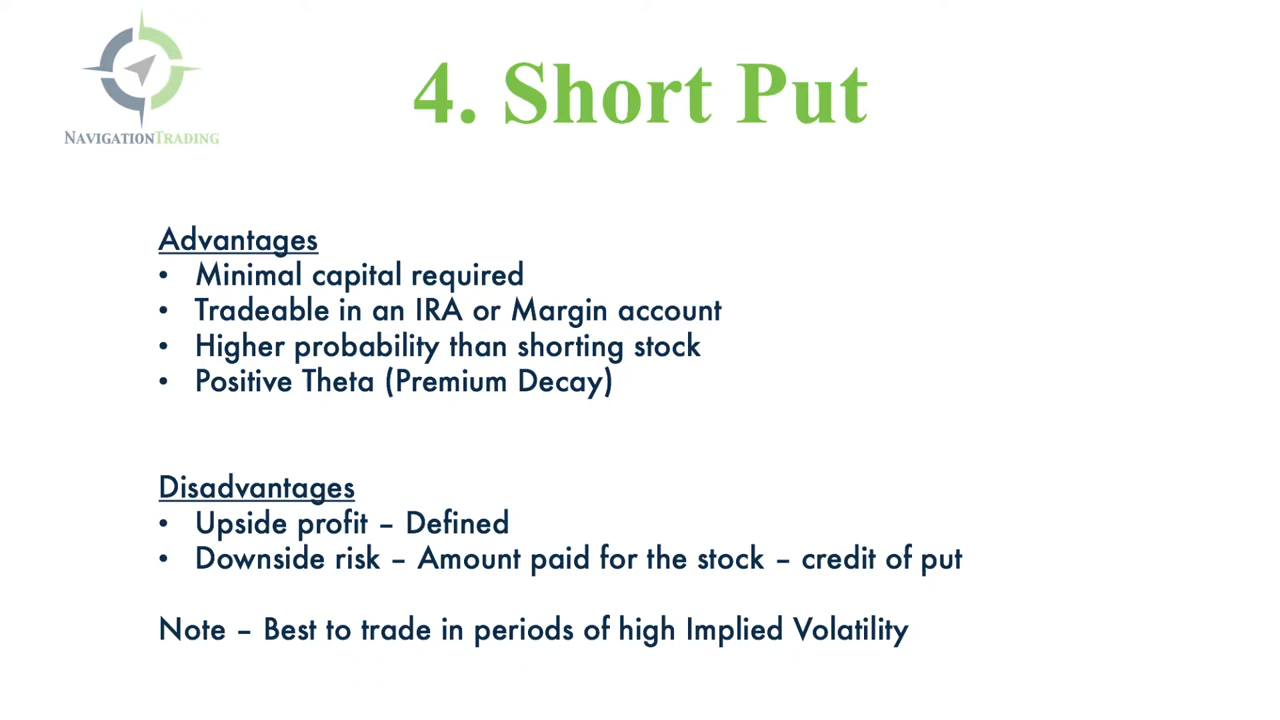 NAVIGATIONTRADING
4. Short Put
Advantages
• Minimal capital required
• Tradeable in an IRA or Margin account
• Higher probability than shorting stock
• Positive Theta (Premium Decay)
Disadvantages
• Upside profit – Defined
• Downside risk – Amount paid for the stock – credit of put
Note – Best to trade in periods of high Implied Volatility